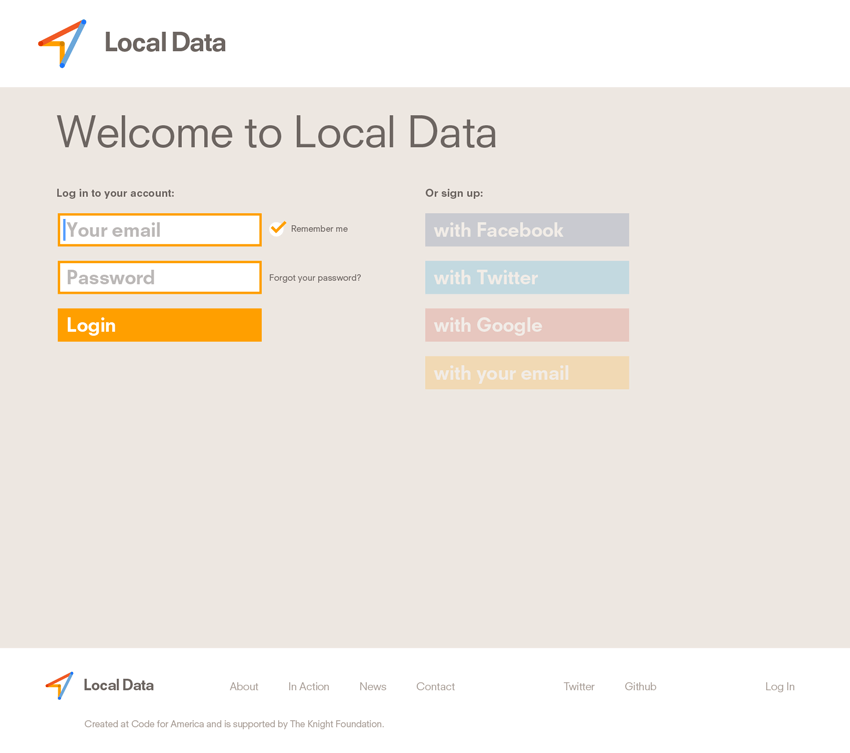 Local Data
Welcome to Local Data
Log in to your account:
Your email
Remember me
Password
Forgot your password?
Login
Or sign up:
with Facebook
with Twitter
with Google
with your email
Local Data
About
In Action
News
Contact
Twitter
Github
Log In
Created at Code for America and is supported by The Knight Foundation.